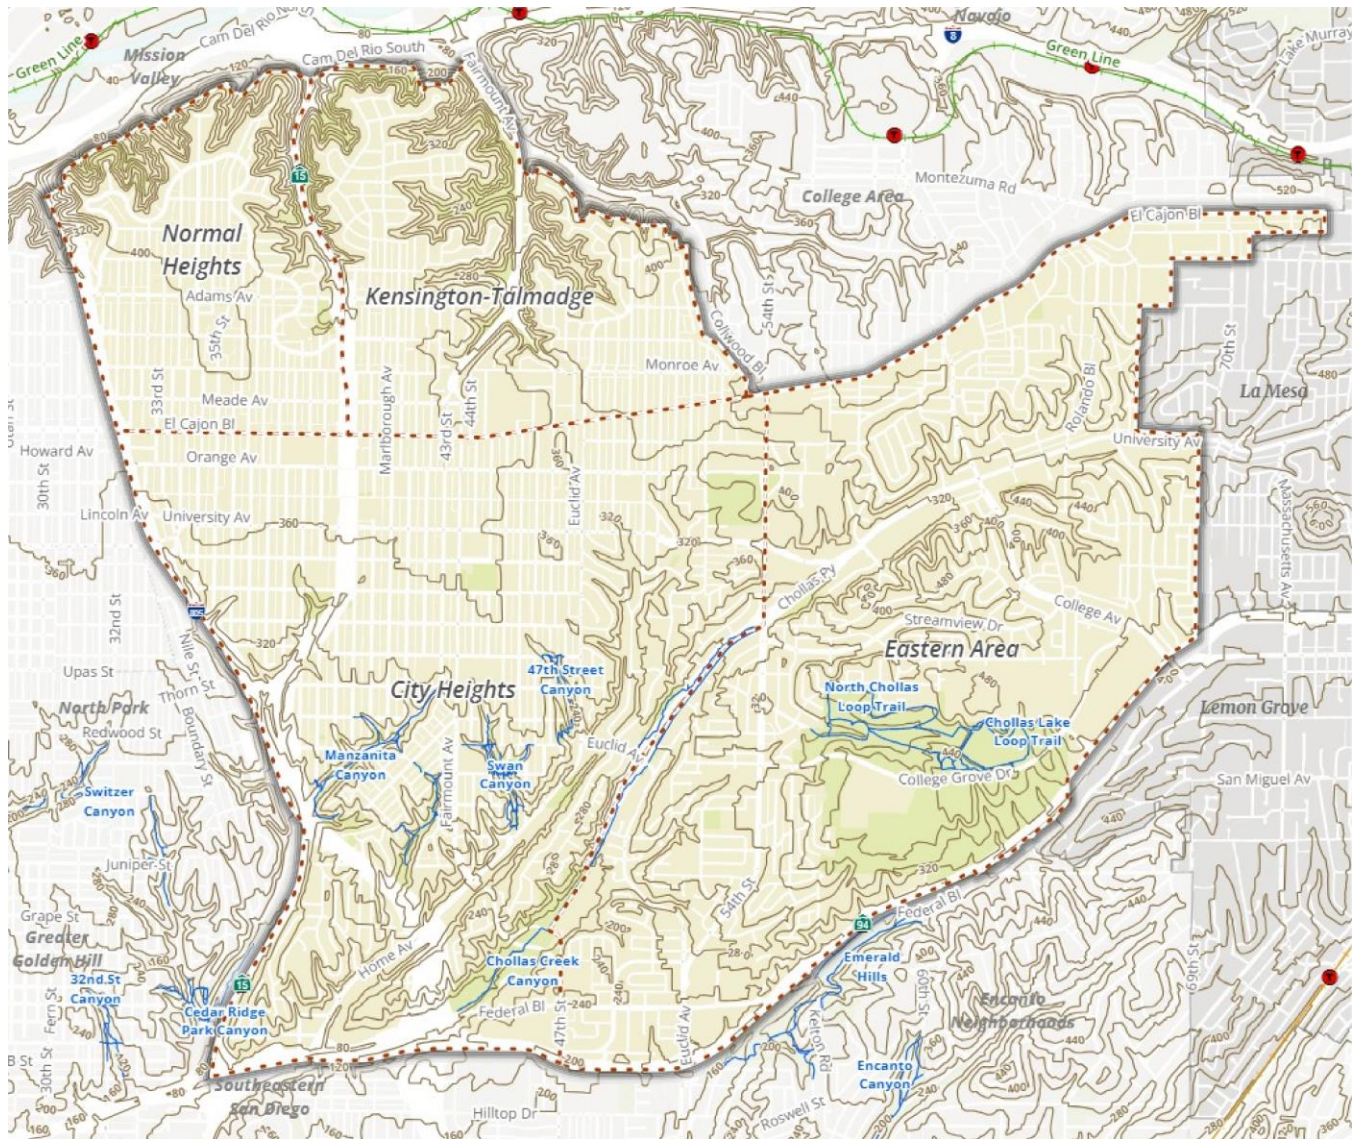 Cam Del Rio North
Navajo
Green Line
Mission
Valley
Cam Del Rio South
Fairmount Av
8
Green Line
Lake Murray
15
College Area
Montezuma Rd
El Cajon Bl
Normal
Heights
Adams Av
35th St
Kensington-Talmadge
54th St
Collwood Bl
Monroe Av
33rd St
Meade Av
El Cajon Bl
Marlborough Av
43rd St
44th St
Rolando Bl
70th St
La Mesa
University Av
Howard Av
30th St
Orange Av
Euclid Av
Lincoln Av
University Av
Massachusetts Av
Chollas Py
College Av
Streamview Dr
Eastern Area
805
32nd St
Nile St
Upas St
Thorn St
North Park
Redwood St
Boundary St
City Heights
47th Street
Canyon
North Chollas
Loop Trail
Chollas Lake
Loop Trail
Lemon Grove
Euclid Av
Manzanita
Canyon
Fairmount Av
Swan
Canyon
College Grove Dr
San Miguel Av
Switzer
Canyon
Juniper St
54th St
Grape St
Greater
Golden Hill
Home Av
94
Federal Bl
Emerald
Hills
Chollas Creek
Canyon
32nd St
Canyon
Fern St
15
Cedar Ridge
Park Canyon
Federal Bl
47th St
Euclid Av
Kelton Rd
60th St
Encanto
Neighborhoods
69th St
B St
30th St
Encanto
Canyon
Southeastern
San Diego
Hilltop Dr
Roswell St